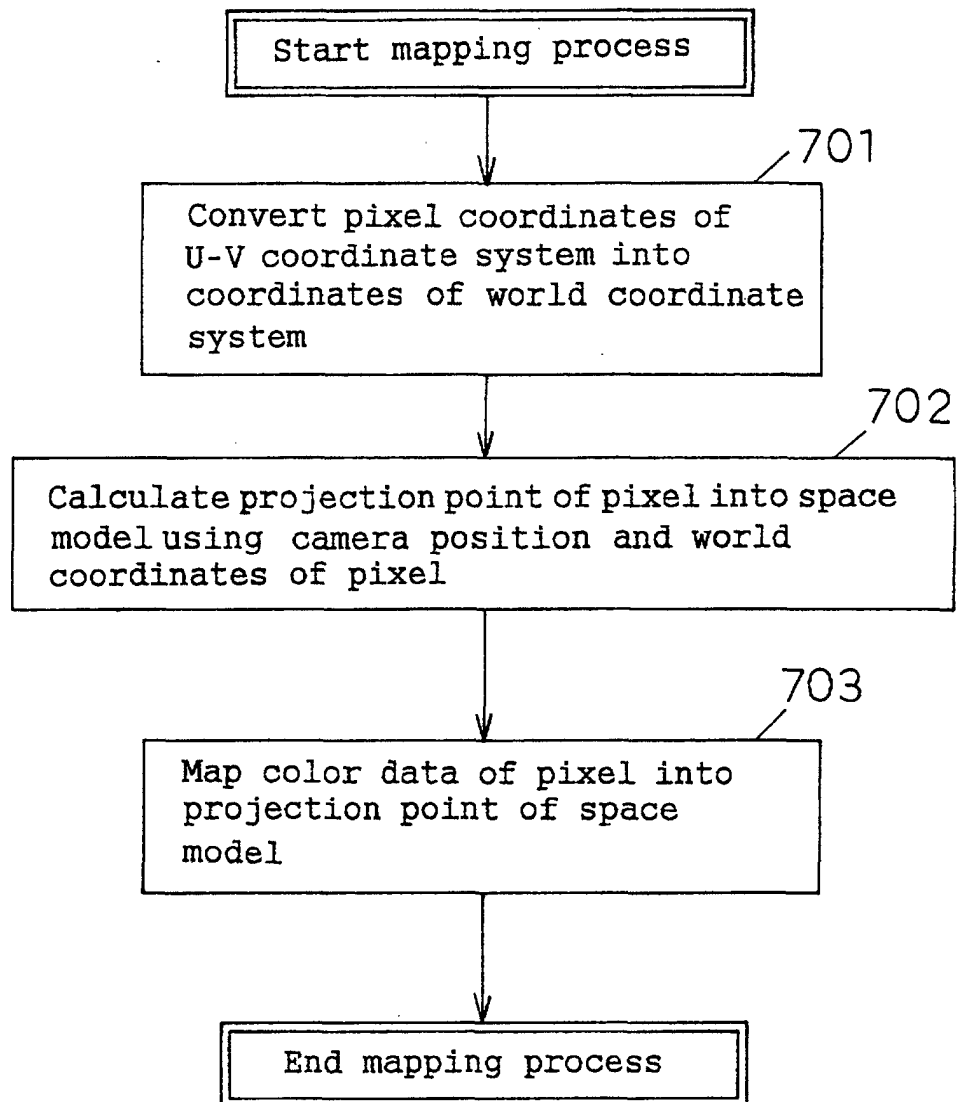 Start mapping process
701
Convert pixel coordinates of
U-V coordinate system into
coordinates of world coordinate
system
702
Calculate projection point of pixel into space
model using camera position and world
coordinates of pixel
703
Map color data of pixel into
projection point of space
model
End mapping process